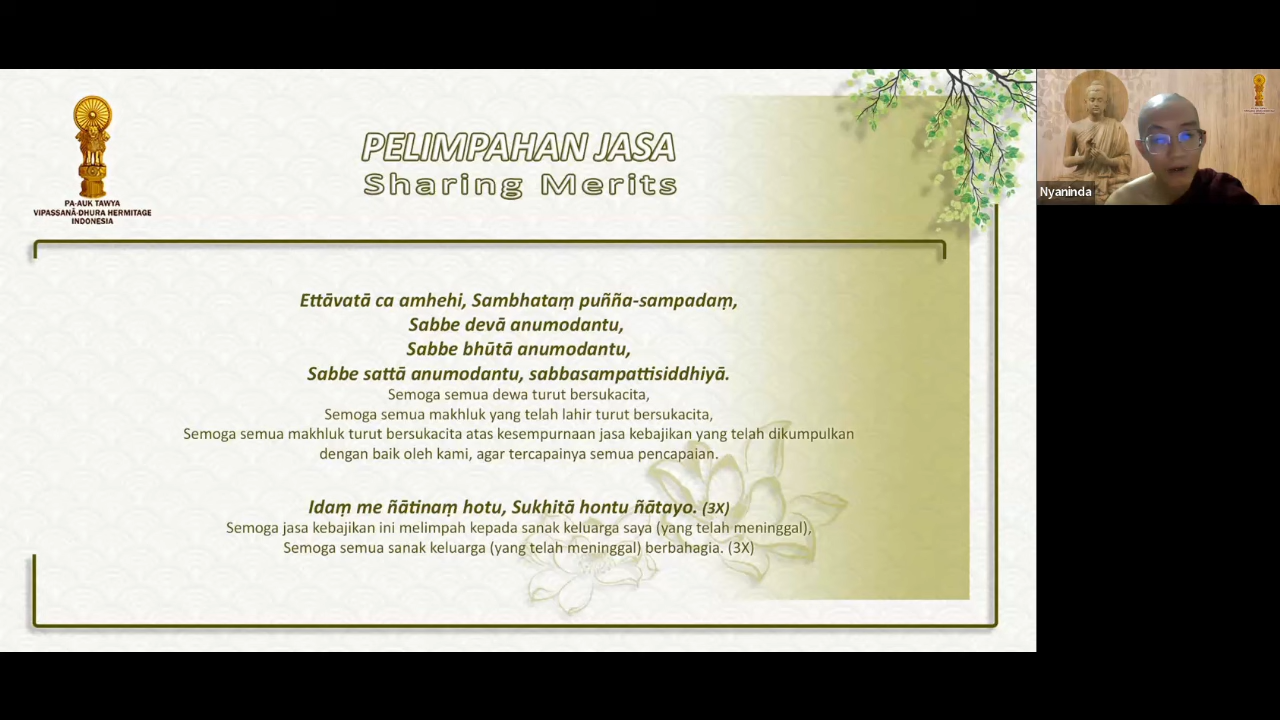 PA-AUK TAWYA
VIPASSANĀ-DHURA HERMITAGE
INDONESIA
PELIMPAHAN JASA
Sharing Merits
Ettāvatā ca amhehi, Sambhataṃ puñña-sampadaṃ,
Sabbe devā anumodantu,
Sabbe bhūtā anumodantu,
Sabbe sattā anumodantu, sabbasampattisiddhiyā.
Semoga semua dewa turut bersukacita,
Semoga semua makhluk yang telah lahir turut bersukacita,
Semoga semua makhluk turut bersukacita atas kesempurnaan jasa kebajikan yang telah dikumpulkan
dengan baik oleh kami, agar tercapainya semua pencapaian.
Idaṃ me ñātinaṃ hotu, Sukhitā hontu ñātayo. (3X)
Semoga jasa kebajikan ini melimpah kepada sanak keluarga saya (yang telah meninggal),
Semoga semua sanak keluarga (yang telah meninggal) berbahagia. (3X)
Nyaninda